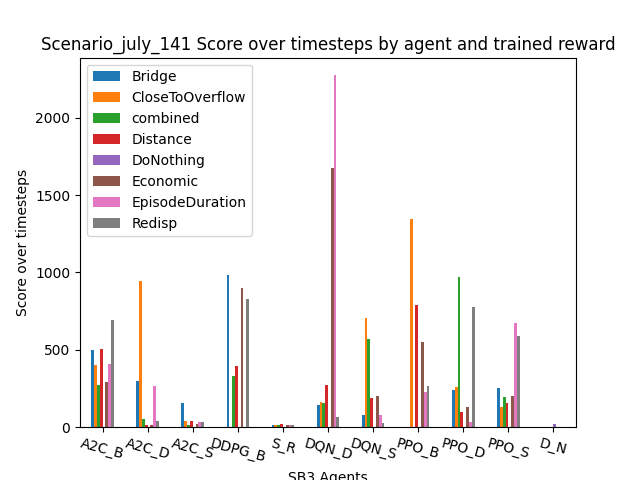 Scenario_july_141 Score over timesteps by agent and trained reward
Bridge
CloseToOverflow
combined
Distance
DoNothing
Economic
EpisodeDuration
Redisp
Score over timesteps
2000
1500
1000
500
0
A2C_B
A2C_D
A2C_S
DDPG_B
S_R
DQN_D
DQN_S
PPO_B
PPO_D
PPO_S
D_N
SB3 Agents